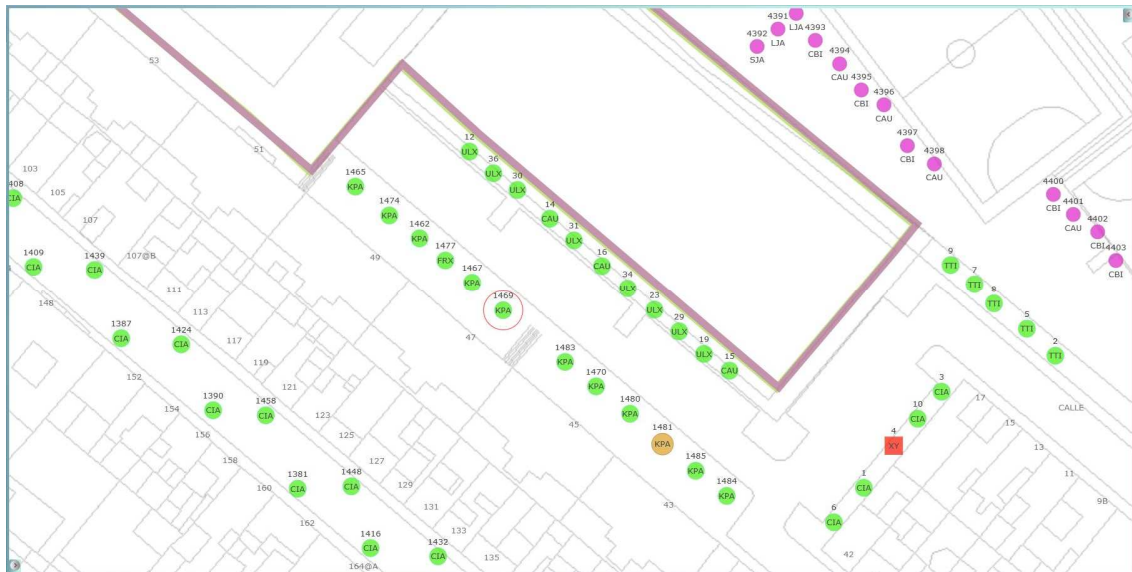 4391
LJA
4392
LJA
4393
SJA
CBI
4394
53
CAU
4395
4396
CBI
CAU
12
4397
51
ULX
36
CBI
4398
103
1465
ULX
30
CAU
KPA
ULX
408
105
1474
4400
CIA
14
CBI
4401
107
KPA
1462
CAU
31
CAU
4402
KPA
1477
ULX
CBI
4403
1409
1439
107@B
49
FRX
16
9
CBI
CIA
CIA
1467
CAU
TTI
7
KPA
34
TTI
148
111
1469
ULX
23
8
113
KPA
ULX
TTI
1387
1424
117
47
29
5
CIA
CIA
ULX
19
TTI
2
119
1483
ULX
15
TTI
152
KPA
1470
CAU
121
KPA
3
1390
1458
154
1480
CIA
17
CALLE
CIA
CIA
123
45
KPA
10
156
125
1481
4
CIA
15
KPA
XY
13
158
127
1485
11
1381
1448
KPA
1484
1
160
CIA
CIA
129
KPA
CIA
9B
131
43
6
162
133
CIA
1416
1432
CIA
CIA
135
42
164@A